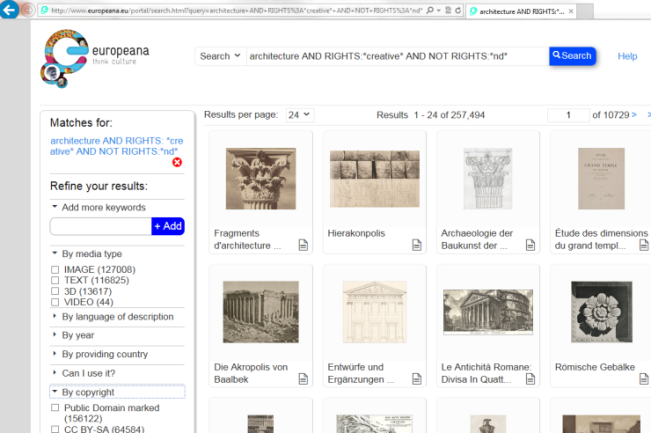 http://www.europeana.eu/portal/search.html?query=architecture+AND+RIGHTS%3A*creative*+AND+NOT+RIGHTS%3A*nd*
architecture AND RIGHTS:*...
europeana
think culture
Search
architecture AND RIGHTS:*creative* AND NOT RIGHTS:*nd*
Search
Help
Matches for:
architecture AND RIGHTS: *cre
ative* AND NOT RIGHTS:*nd*
Refine your results:
Add more keywords
+ Add
By media type
IMAGE (127008)
TEXT (116825)
3D (13617)
VIDEO (44)
By language of description
By year
By providing country
Can I use it?
By copyright
Public Domain marked
(156122)
CC BY-SA (64584)
Results per page: 24
Results 1 - 24 of 257,494
1 of 10729 >
Fragments
d'architecture ...
Hierakonpolis
Archaeologie der
Baukunst der ...
GRAND TEMPLE
Étude des dimensions
du grand templ...
Die Akropolis von
Baalbek
Entwürfe und
Ergänzungen ...
Le Antichità Romane:
Divisa In Quatt...
Römische Gebälke